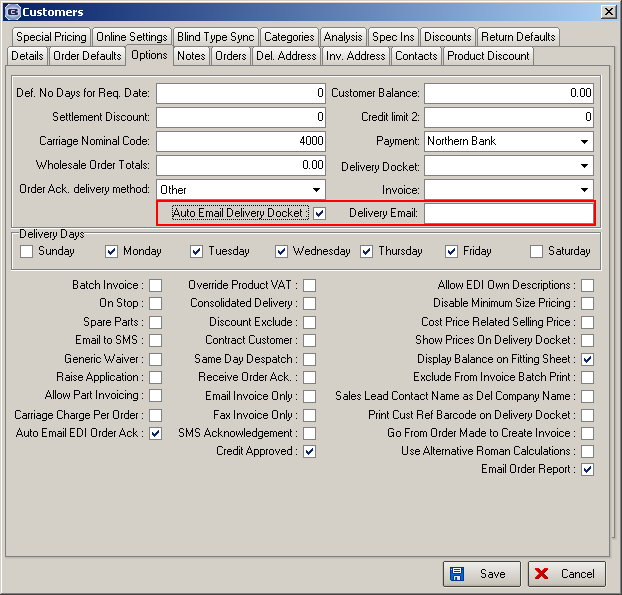 Customers
Special Pricing Online Settings Blind Type Sync Categories Analysis Spec Ins Discounts Return Defaults
Details Order Defaults Options Notes Orders Del. Address Inv. Address Contacts Product Discount
Def. No Days for Req. Date: 0 Customer Balance: 0.00
Settlement Discount: 0 Credit limit 2: 0
Carriage Nominal Code: 4000 Payment: Northern Bank
Wholesale Order Totals: 0.00 Delivery Docket:
Order Ack. delivery method: Other Invoice:
Auto Email Delivery Docket : Delivery Email:
Delivery Days
Sunday Monday Tuesday Wednesday Thursday Friday Saturday
Batch Invoice : Override Product VAT : Allow EDI Own Descriptions :
On Stop : Consolidated Delivery : Disable Minimum Size Pricing :
Spare Parts : Discount Exclude : Cost Price Related Selling Price :
Email to SMS : Contract Customer : Show Prices On Delivery Docket :
Generic Waiver : Same Day Despatch : Display Balance on Fitting Sheet :
Raise Application : Receive Order Ack. : Exclude From Invoice Batch Print :
Allow Part Invoicing : Email Invoice Only : Sales Lead Contact Name as Del Company Name :
Carriage Charge Per Order : Fax Invoice Only : Print Cust Ref Barcode on Delivery Docket :
Auto Email EDI Order Ack : SMS Acknowledgement : Go From Order Made to Create Invoice :
Credit Approved : Use Alternative Roman Calculations :
Email Order Report :
Save Cancel